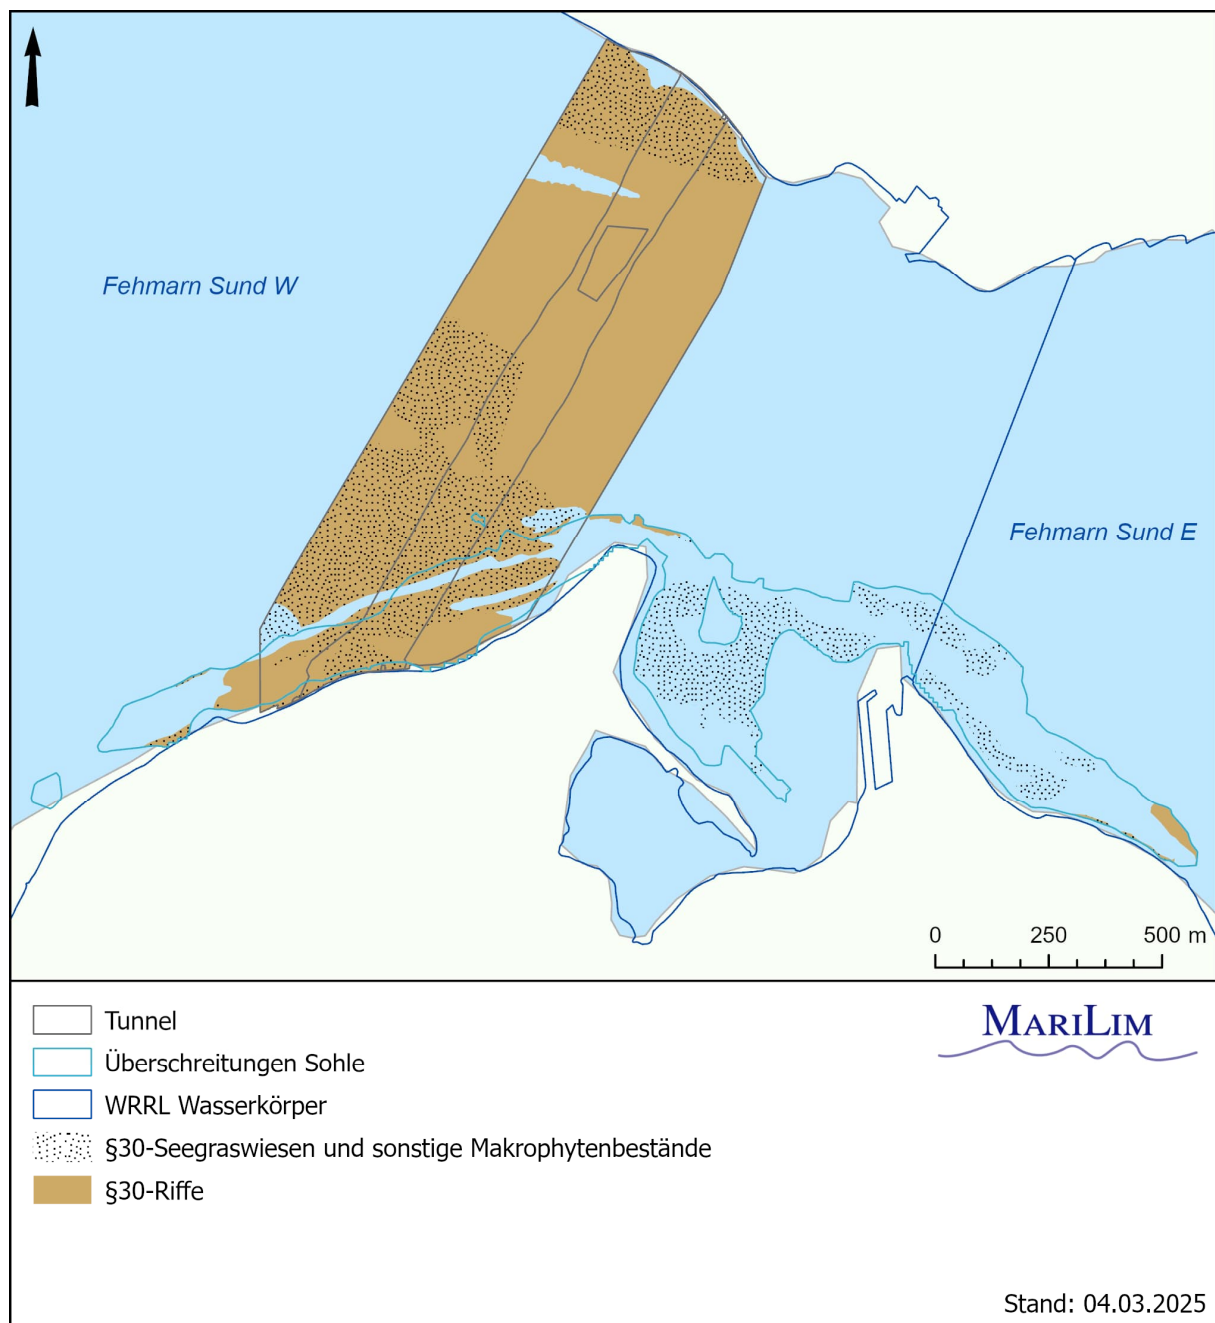 Fehmarn Sund W
Fehmarn Sund E
0 250 500 m
Tunnel
MariLim
Überschreitungen Sohle
WRRL Wasserkörper
§30-Seegraswiesen und sonstige Makrophytenbestände
§30-Riffe
Stand: 04.03.2025